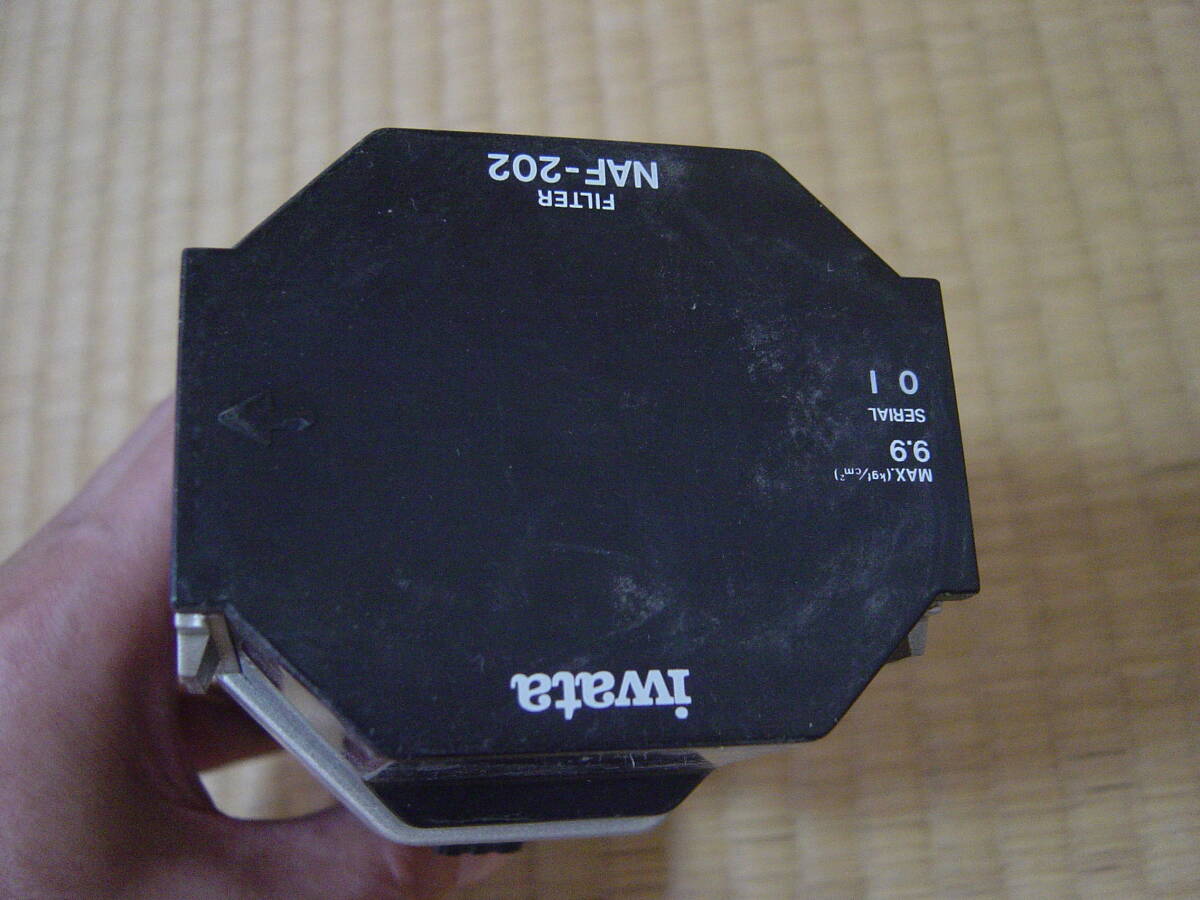 iwata
MAX.(kgf/cm²)
9.9
SERIAL
0 1
FILTER
NAF-202